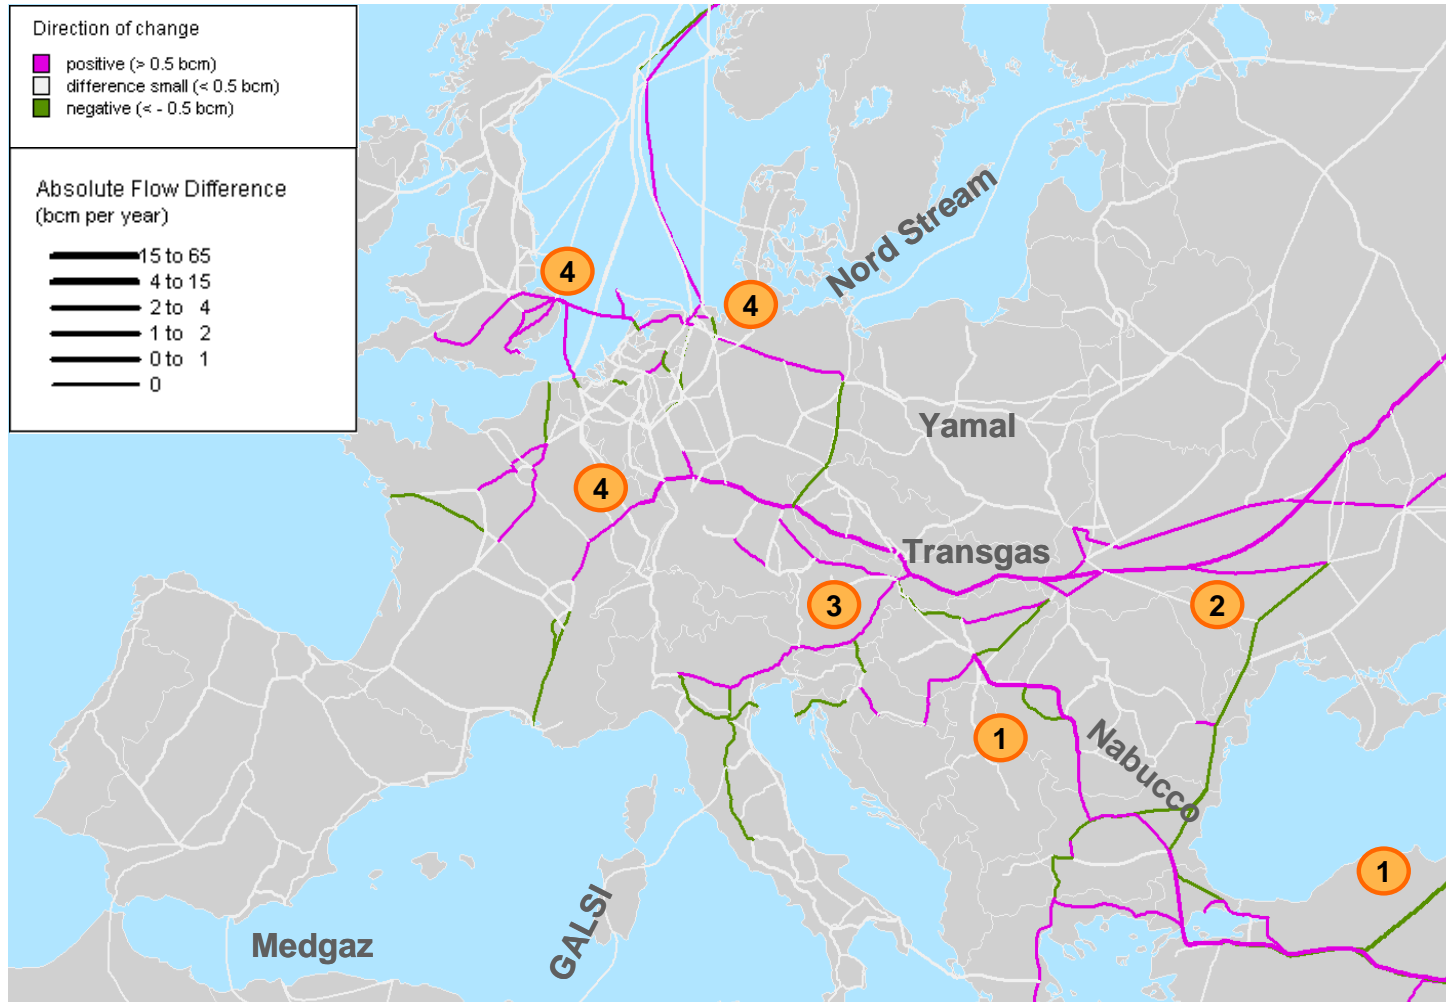 Direction of change
positive (> 0.5 bcm)
difference small (< 0.5 bcm)
negative (< - 0.5 bcm)
Absolute Flow Difference
(bcm per year)
15 to 65
4 to 15
2 to 4
1 to 2
0 to 1
0
Nord Stream
4
4
Yamal
4
Transgas
3
2
1
Nabucco
1
GALSI
Medgaz